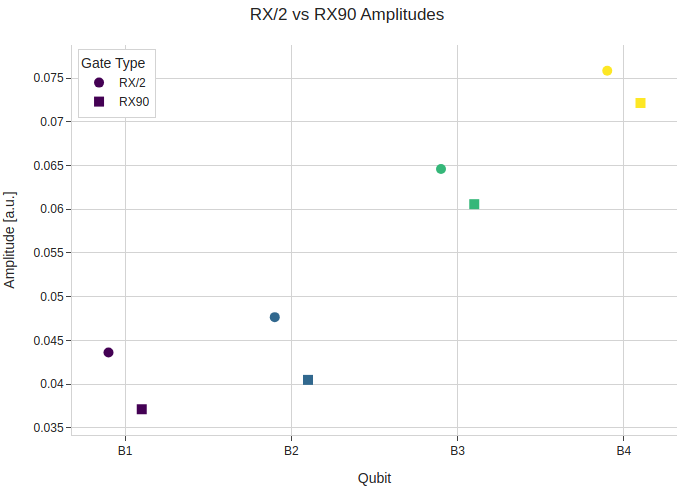 RX/2 vs RX90 Amplitudes
Gate Type
RX/2
RX90
0.075
0.07
0.065
0.06
0.055
0.05
0.045
0.04
0.035
Amplitude [a.u.]
B1
B2
B3
B4
Qubit